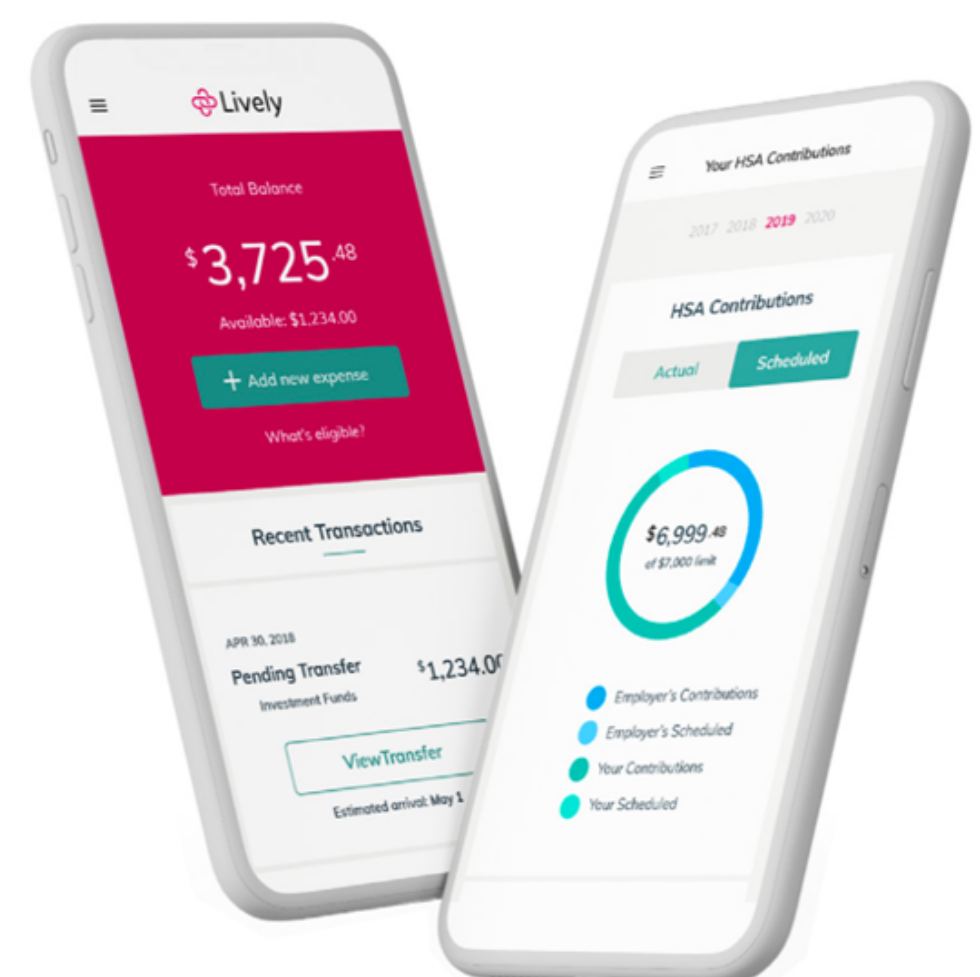 Lively
Total Balance
$3,725.48
Available: $1,234.00
+ Add new expense
What's eligible?
Recent Transactions
APR 30, 2018
Pending Transfer $1,234.00
Investment Funds
ViewTransfer
Estimated arrival: May 1
Your HSA Contributions
2017 2018 2019 2020
HSA Contributions
Actual Scheduled
$6,999.48
of $7,000 limit
Employer's Contributions
Employer's Scheduled
Your Contributions
Your Scheduled